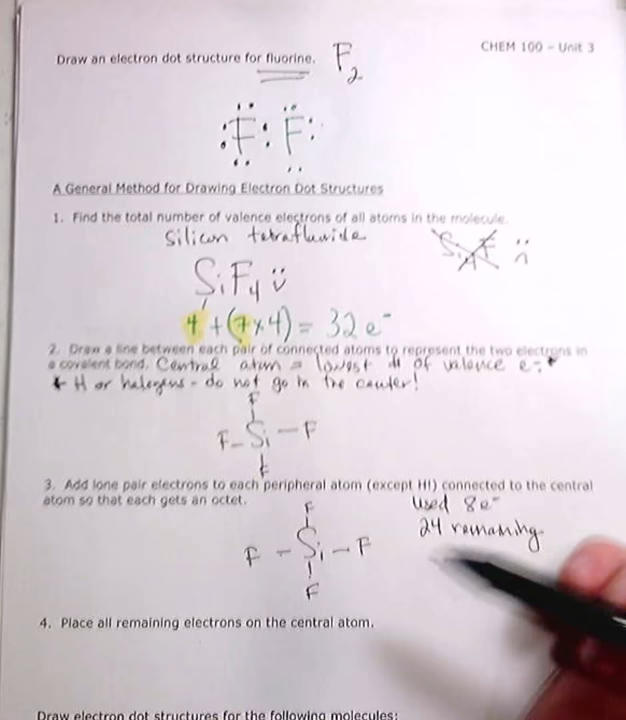 CHEM 100 - Unit 3
Draw an electron dot structure for fluorine. F2
:F:F:
A General Method for Drawing Electron Dot Structures
1. Find the total number of valence electrons of all atoms in the molecule.
silicon tetrafluoride
SiF4
4 + (7x4) = 32 e-
2. Draw a line between each pair of connected atoms to represent the two electrons in
a covalent bond. Central atom = lowest # of valence e-*
* H or halogens - do not go in the center!
F
F-Si-F
F
3. Add lone pair electrons to each peripheral atom (except H!) connected to the central
atom so that each gets an octet.
used 8e-
24 remaining
F
F - Si - F
F
4. Place all remaining electrons on the central atom.
Draw electron dot structures for the following molecules: